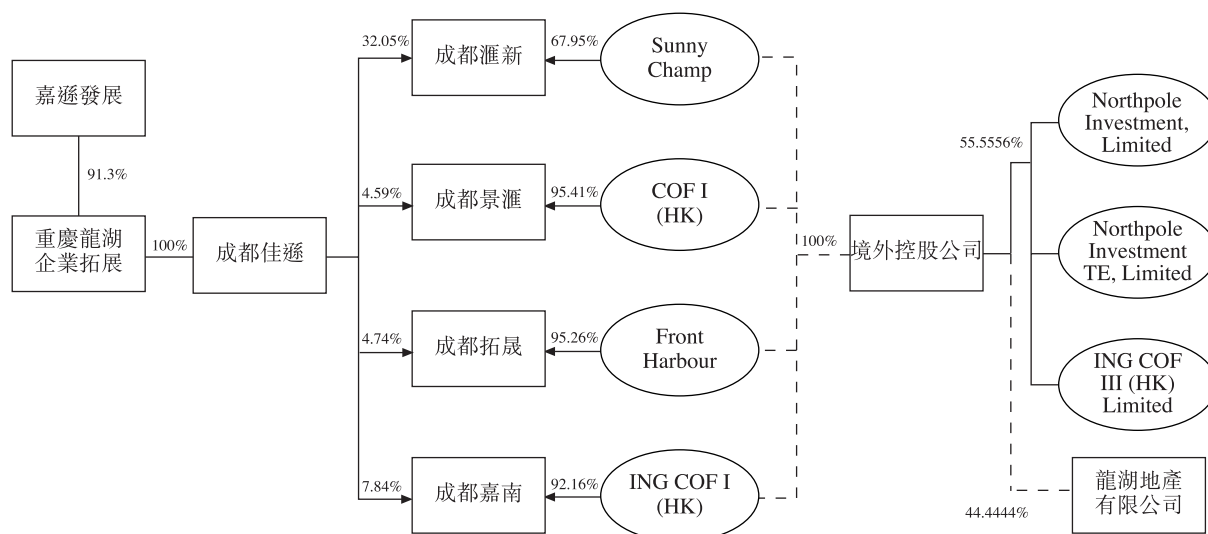 嘉遜發展
91.3%
重慶龍湖
企業拓展
100%
成都佳遜
32.05%
成都滙新
67.95%
Sunny
Champ
4.59%
成都景滙
95.41%
COF I
(HK)
4.74%
成都拓晟
95.26%
Front
Harbour
7.84%
成都嘉南
92.16%
ING COF I
(HK)
100%
境外控股公司
55.5556%
Northpole
Investment,
Limited
Northpole
Investment
TE, Limited
ING COF
III (HK)
Limited
44.4444%
龍湖地產
有限公司